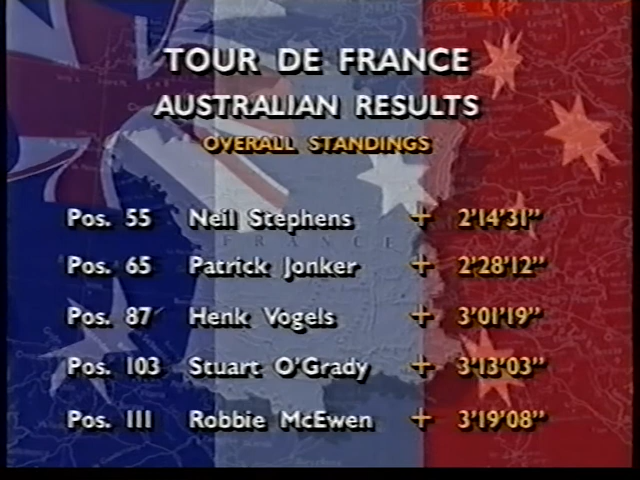 TOUR DE FRANCE
AUSTRALIAN RESULTS
OVERALL STANDINGS
Pos. 55 Neil Stephens + 2'14'31"
FRANCE
Pos. 65 Patrick Jonker + 2'28'12"
Pos. 87 Henk Vogels + 3'01'19"
Pos. 103 Stuart O'Grady + 3'13'03"
Pos. 111 Robbie McEwen + 3'19'08"